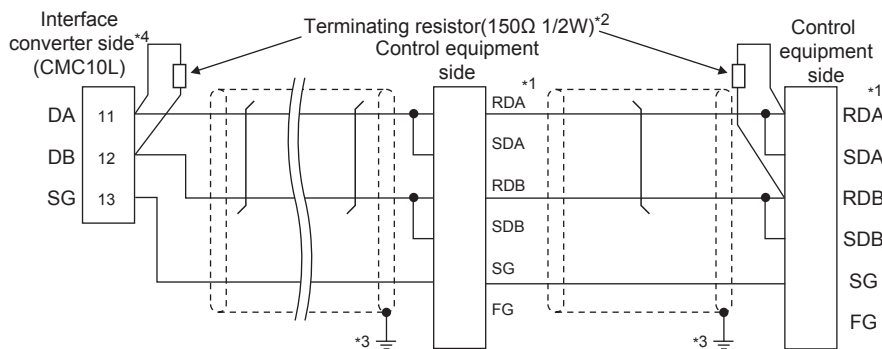 Interface
converter side*4
(CMC10L)
Terminating resistor(150Ω 1/2W)*2
Control equipment
side
Control
equipment
side
*1
*1
DA 11
DB 12
SG 13
RDA
SDA
RDB
SDB
SG
FG
RDA
SDA
RDB
SDB
SG
FG
*3
*3